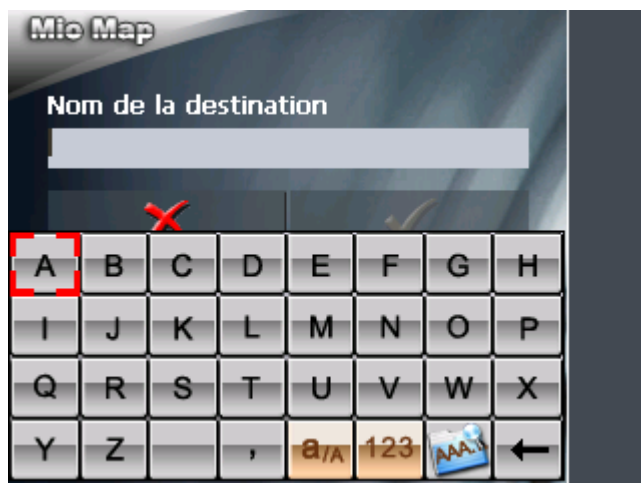 Mio Map
Nom de la destination
A B C D E F G H
I J K L M N O P
Q R S T U V W X
Y Z , a/A 123 AAA.